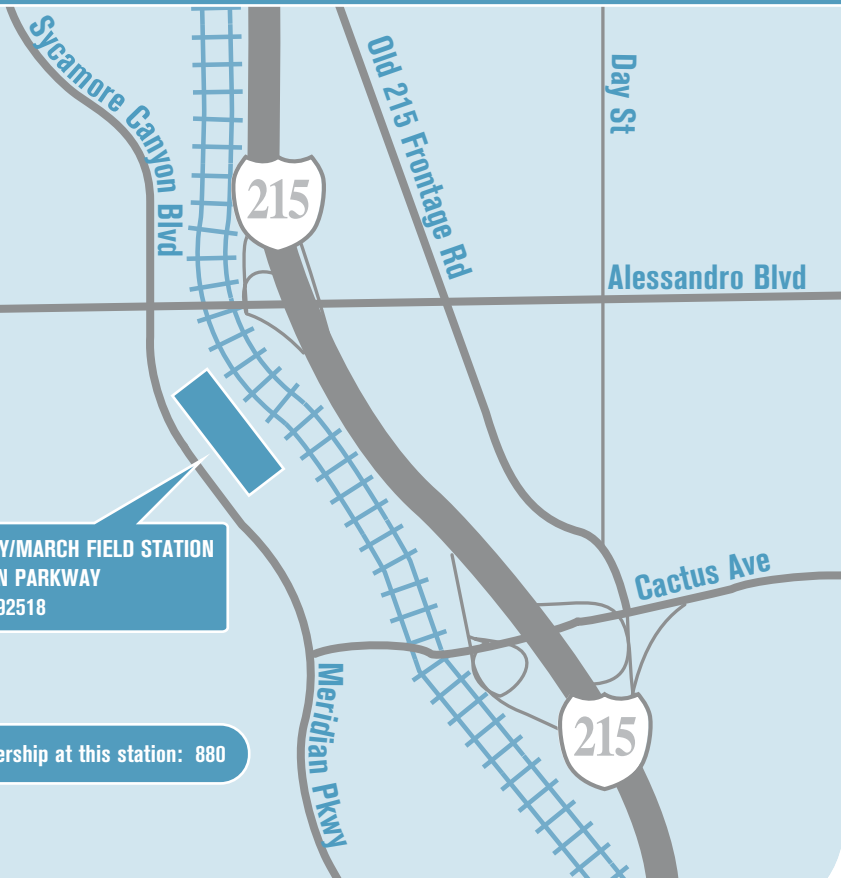 Sycamore Canyon Blvd
Old 215 Frontage Rd
Day St
215
Alessandro Blvd
Y/MARCH FIELD STATION
N PARKWAY
92518
Cactus Ave
Meridian Pkwy
215
ership at this station: 880